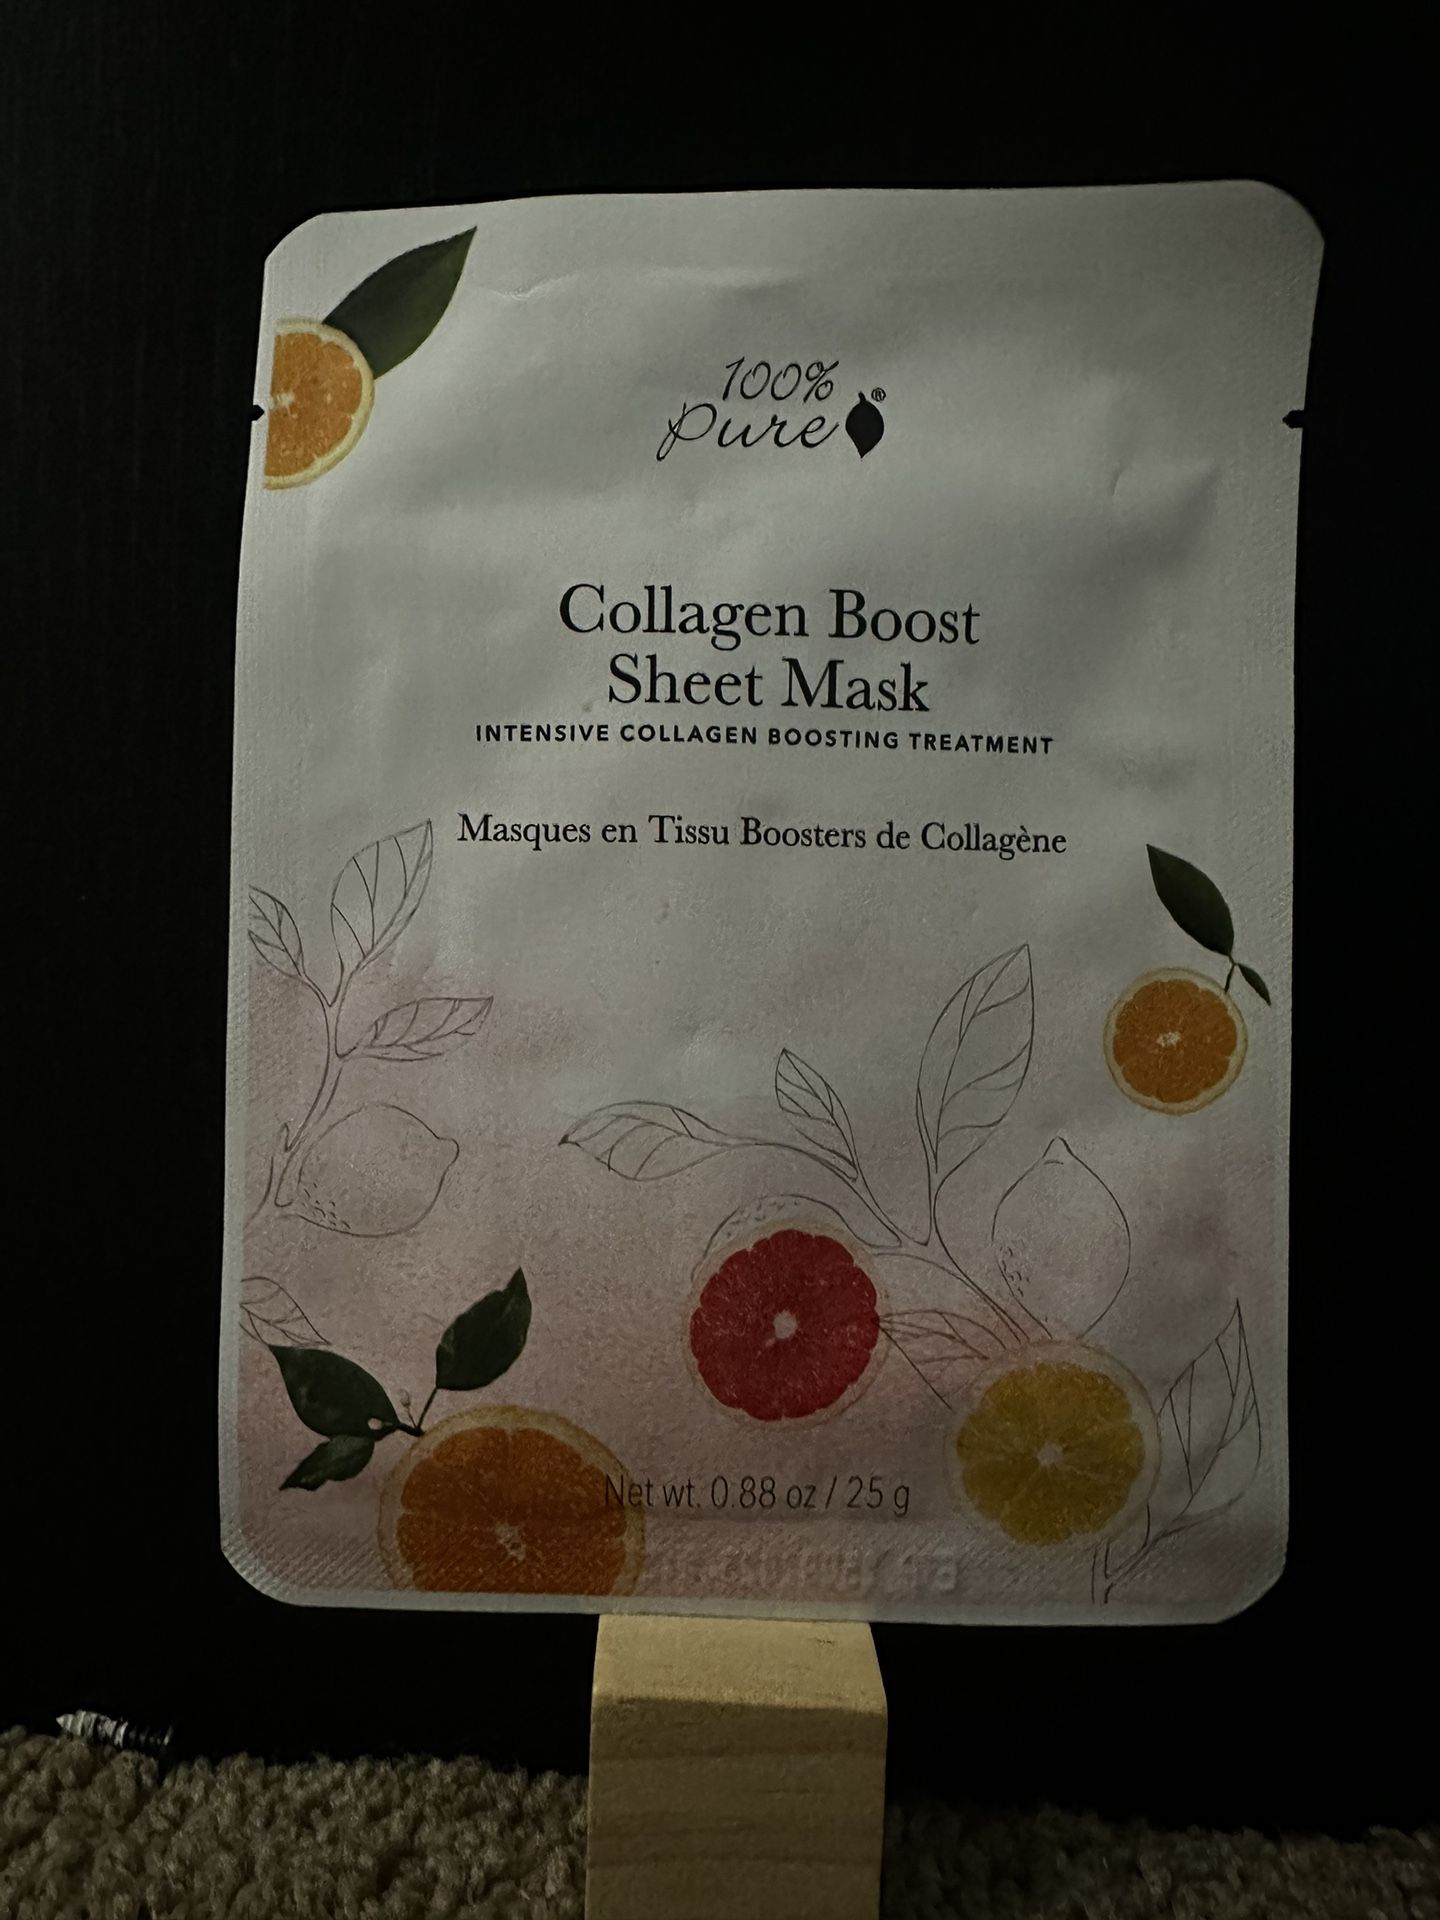 100%
Pure®
Collagen Boost
Sheet Mask
INTENSIVE COLLAGEN BOOSTING TREATMENT
Masques en Tissu Boosters de Collagène
Net wt. 0.88 oz / 25 g